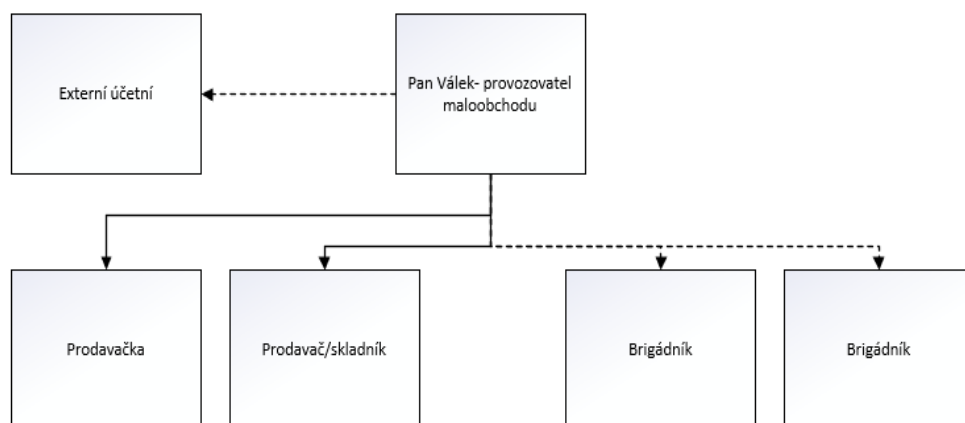 Externí účetní
Pan Válek- provozovatel
maloobchodu
Prodavačka
Prodavač/skladník
Brigádník
Brigádník